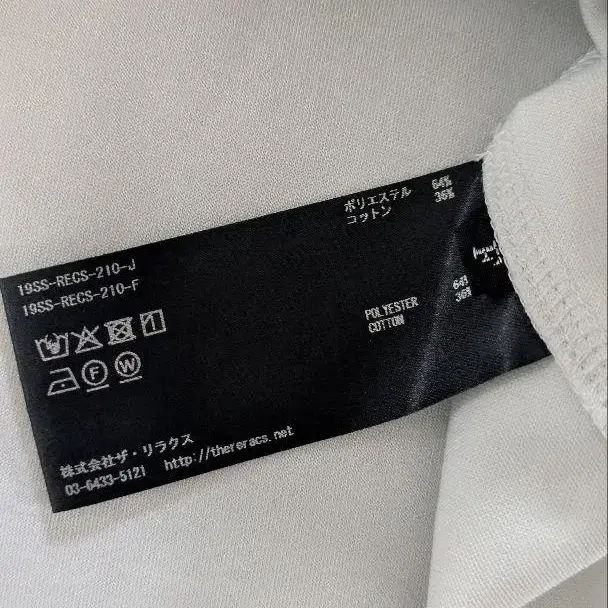 ポリエステル 64%
コットン 36%
19SS-RECS-210-J
19SS-RECS-210-F
POLYESTER 64%
COTTON 36%
F W
株式会社ザ・リラクス
03-6433-5121 http://thereracs.net